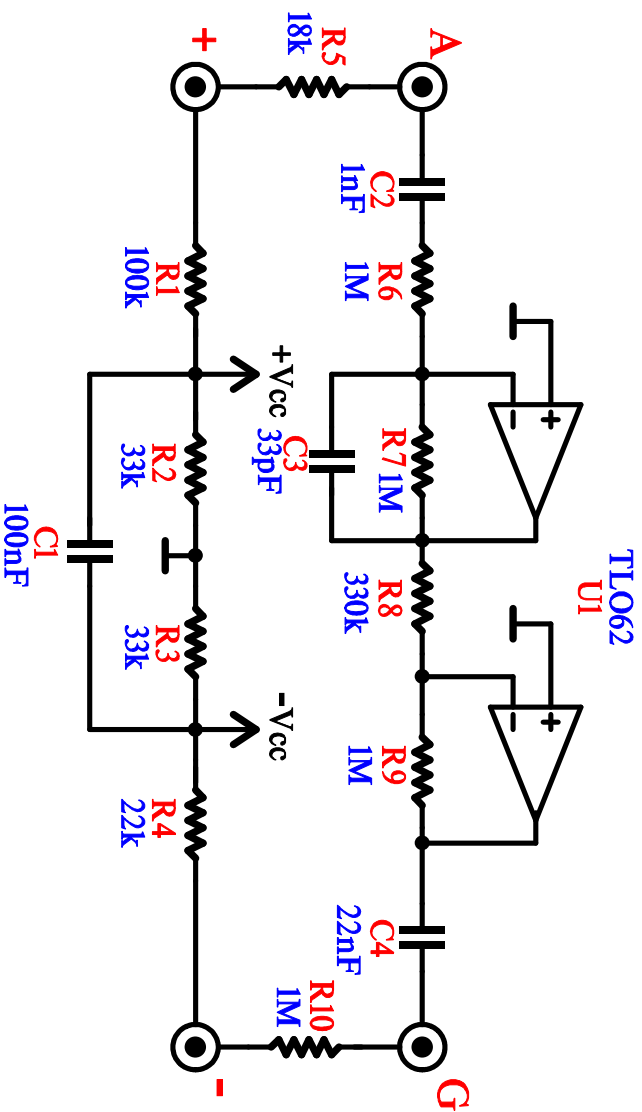 TLO62
U1
+
-
+
-
A
G
C2
1nF
R6
1M
R7
1M
R8
330k
R9
1M
C4
22nF
C3
33pF
R5
18k
R10
1M
+Vcc
-Vcc
+
-
R1
100k
R2
33k
R3
33k
R4
22k
C1
100nF